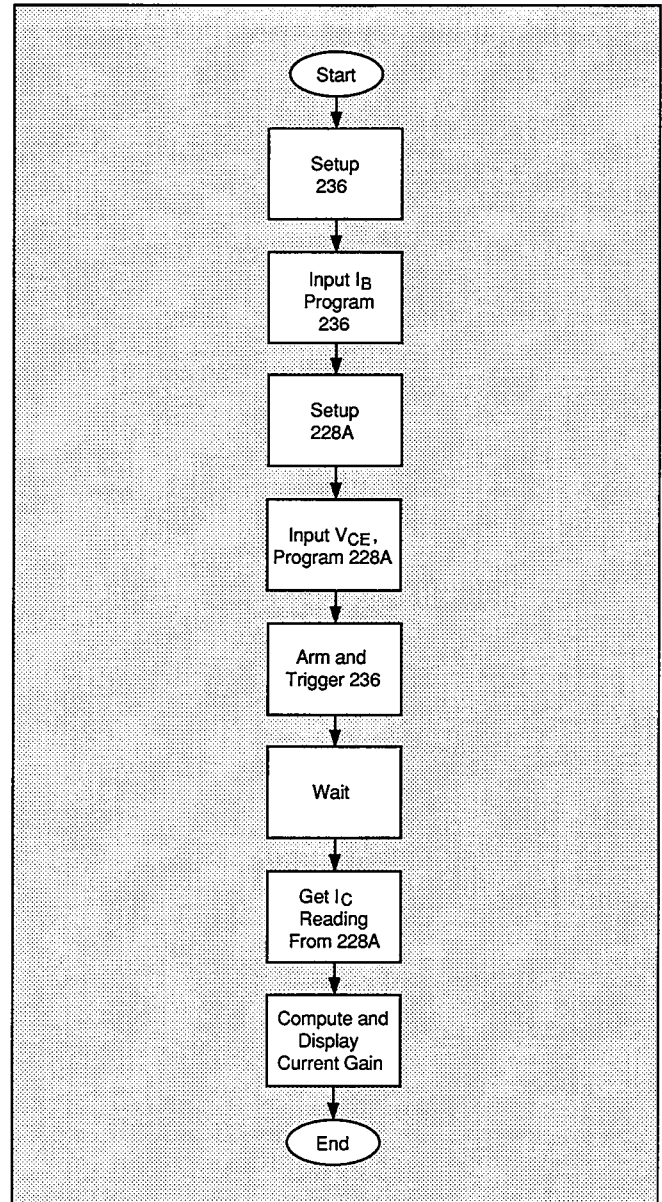 Start
Setup
236
Input IB
Program
236
Setup
228A
Input VCE,
Program 228A
Arm and
Trigger 236
Wait
Get IC
Reading
From 228A
Compute and
Display
Current Gain
End